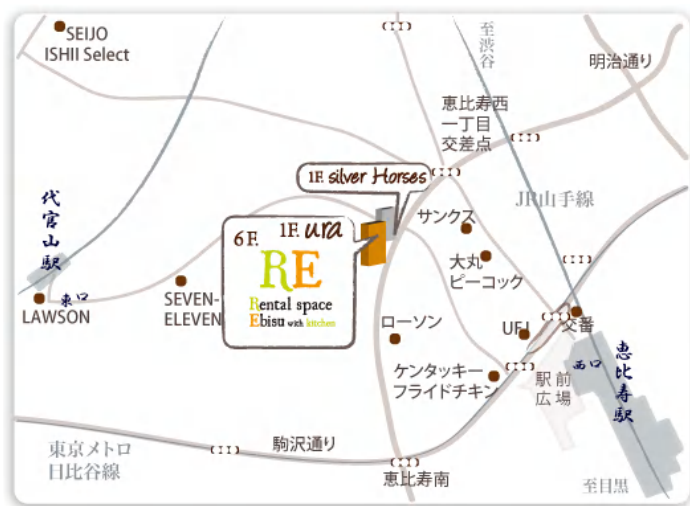 SEIJO
ISHII Select
至渋谷
明治通り
恵比寿西
一丁目
交差点
1F. silver Horses
JR山手線
代官山駅
サンクス
6F.
1F. ura
RE
Rental space
Ebisu with kitchen
大丸
ピーコック
東口
LAWSON
SEVEN-
ELEVEN
ローソン
UFJ
交番
ケンタッキー
フライドチキン
駅前
広場
西口
恵比寿駅
東京メトロ
日比谷線
駒沢通り
恵比寿南
至目黒